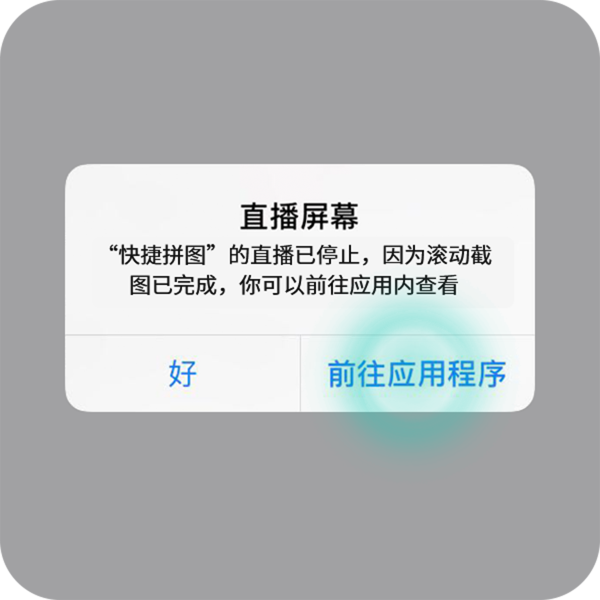 直播屏幕
“快捷拼图”的直播已停止，因为滚动截
图已完成，你可以前往应用内查看
好
前往应用程序